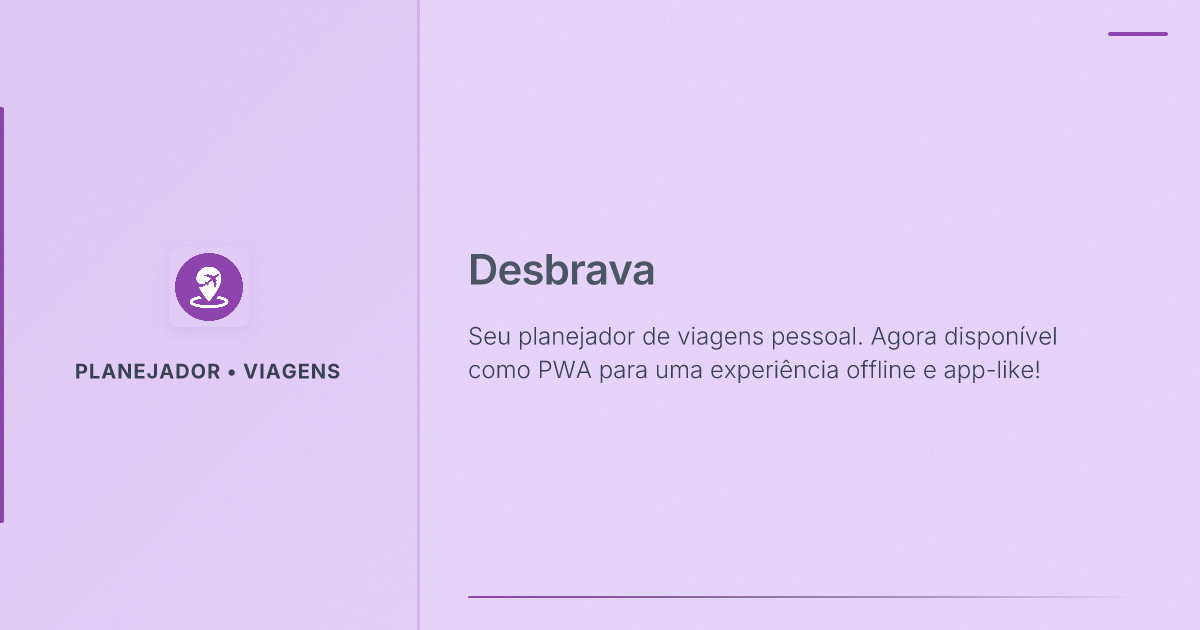 PLANEJADOR • VIAGENS
Desbrava
Seu planejador de viagens pessoal. Agora disponível
como PWA para uma experiência offline e app-like!